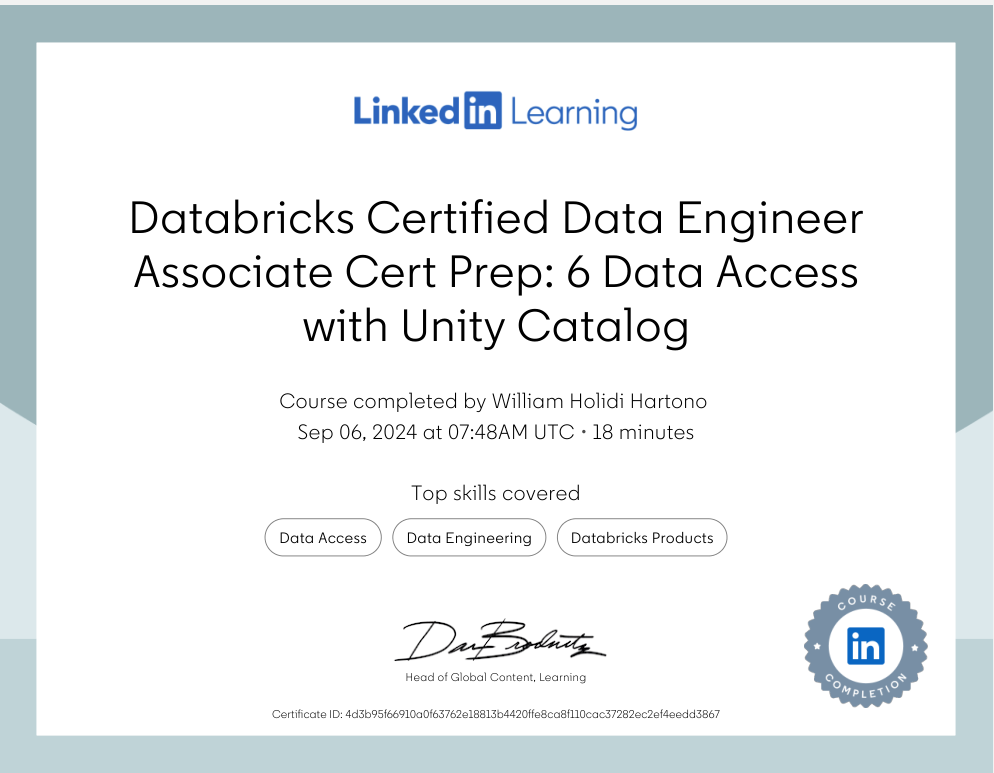 LinkedIn Learning
Databricks Certified Data Engineer
Associate Cert Prep: 6 Data Access
with Unity Catalog
Course completed by William Holidi Hartono
Sep 06, 2024 at 07:48AM UTC • 18 minutes
Top skills covered
Data Access
Data Engineering
Databricks Products
Dan Brodnitz
Head of Global Content, Learning
COURSE
in
COMPLETION
Certificate ID: 4d3b95f66910a0f63762e18813b4420ffe8ca8f110cac37282ec2ef4eedd3867